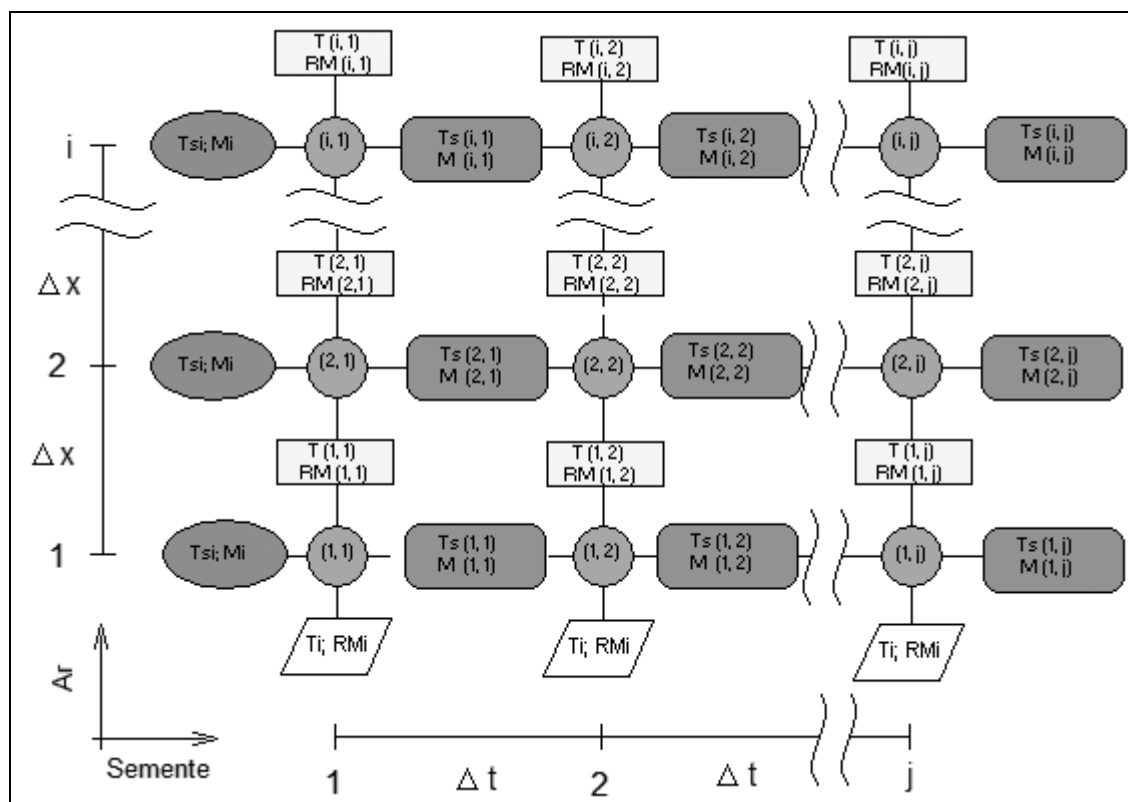 T (i, 1)
RM (i, 1)
T (i, 2)
RM (i, 2)
T (i, j)
RM(i, j)
i
Tsi; Mi
(i, 1)
Ts (i, 1)
M (i, 1)
(i, 2)
Ts (i, 2)
M (i, 2)
(i, j)
Ts (i, j)
M (i, j)
Δx
T (2, 1)
RM (2,1)
T (2, 2)
RM (2, 2)
T (2, j)
RM (2, j)
2
Tsi; Mi
(2, 1)
Ts (2, 1)
M (2, 1)
(2, 2)
Ts (2, 2)
M (2, 2)
(2, j)
Ts (2, j)
M (2, j)
Δx
T (1, 1)
RM (1, 1)
T (1, 2)
RM (1, 2)
T (1, j)
RM (1, j)
1
Tsi; Mi
(1, 1)
Ts (1, 1)
M (1, 1)
(1, 2)
Ts (1, 2)
M (1, 2)
(1, j)
Ts (1, j)
M (1, j)
Ti; RMi
Ti; RMi
Ti; RMi
Ar
Semente
1
Δt
2
Δt
j